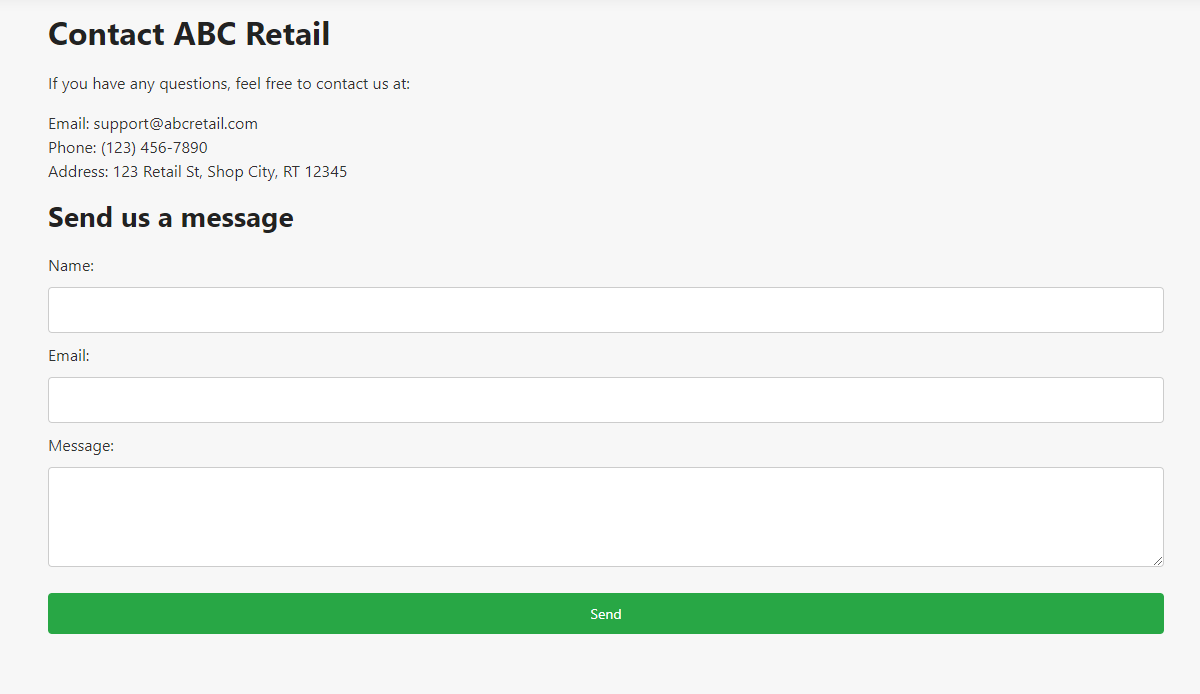 Contact ABC Retail
If you have any questions, feel free to contact us at:
Email: support@abcretail.com
Phone: (123) 456-7890
Address: 123 Retail St, Shop City, RT 12345
Send us a message
Name:
Email:
Message:
Send